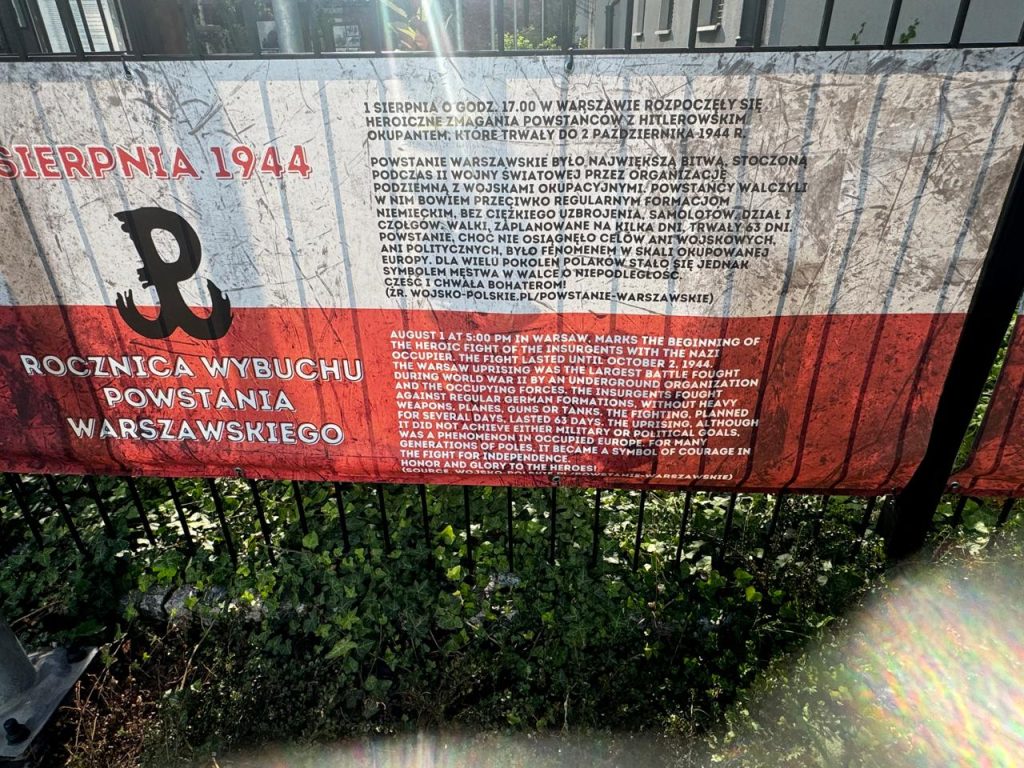 SIERPNIA 1944
ROCZNICA WYBUCHU
POWSTANIA
WARSZAWSKIEGO
1 SIERPNIA O GODZ. 17.00 W WARSZAWIE ROZPOCZĘŁY SIĘ
HEROICZNE ZMAGANIA POWSTAŃCÓW Z HITLEROWSKIM
OKUPANTEM, KTÓRE TRWAŁY DO 2 PAŹDZIERNIKA 1944 R.
POWSTANIE WARSZAWSKIE BYŁO NAJWIĘKSZĄ BITWĄ, STOCZONĄ
PODCZAS II WOJNY ŚWIATOWEJ PRZEZ ORGANIZACJĘ
PODZIEMNĄ Z WOJSKAMI OKUPACYJNYMI. POWSTAŃCY WALCZYLI
W NIM BOWIEM PRZECIWKO REGULARNYM FORMACJOM
NIEMIECKIM, BEZ CIĘŻKIEGO UZBROJENIA, SAMOLOTÓW, DZIAŁ I
CZOŁGÓW. WALKI, ZAPLANOWANE NA KILKA DNI, TRWAŁY 63 DNI.
POWSTANIE, CHOĆ NIE OSIĄGNĘŁO CELÓW ANI WOJSKOWYCH,
ANI POLITYCZNYCH, BYŁO FENOMENEM W SKALI OKUPOWANEJ
EUROPY. DLA WIELU POKOLEŃ POLAKÓW STAŁO SIĘ JEDNAK
SYMBOLEM MĘSTWA W WALCE O NIEPODLEGŁOŚĆ.
CZEŚĆ I CHWAŁA BOHATEROM!
(ŹR. WOJSKO-POLSKIE.PL/POWSTANIE-WARSZAWSKIE)
AUGUST 1 AT 5:00 PM IN WARSAW, MARKS THE BEGINNING OF
THE HEROIC FIGHT OF THE INSURGENTS WITH THE NAZI
OCCUPIER. THE FIGHT LASTED UNTIL OCTOBER 2, 1944.
THE WARSAW UPRISING WAS THE LARGEST BATTLE FOUGHT
DURING WORLD WAR II BY AN UNDERGROUND ORGANIZATION
AND THE OCCUPYING FORCES. THE INSURGENTS FOUGHT
AGAINST REGULAR GERMAN FORMATIONS, WITHOUT HEAVY
WEAPONS, PLANES, GUNS OR TANKS. THE FIGHTING, PLANNED
FOR SEVERAL DAYS, LASTED 63 DAYS. THE UPRISING, ALTHOUGH
IT DID NOT ACHIEVE EITHER MILITARY OR POLITICAL GOALS,
WAS A PHENOMENON IN OCCUPIED EUROPE. FOR MANY
GENERATIONS OF POLES, IT BECAME A SYMBOL OF COURAGE IN
THE FIGHT FOR INDEPENDENCE.
HONOR AND GLORY TO THE HEROES!
(SOURCE. WOJSKO-POLSKIE.PL/POWSTANIE-WARSZAWSKIE)